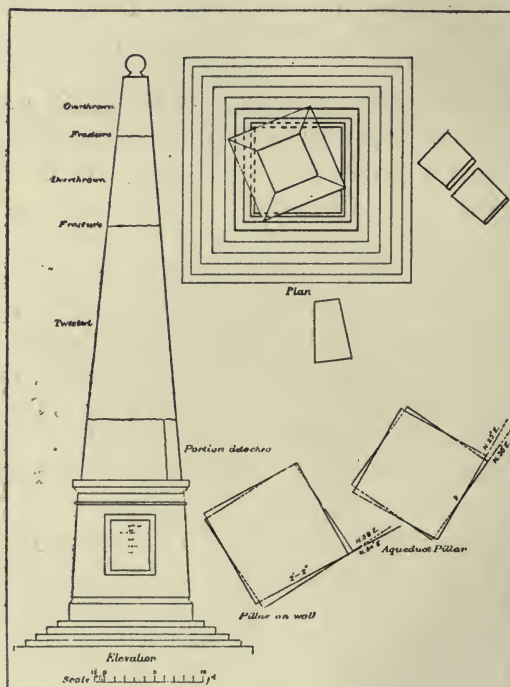 Overthrown
Fracture
Overthrown
Fracture
Twisted
Portion detached
Plan
Aqueduct Pillar
Pillar on wall
Elevation
Scale